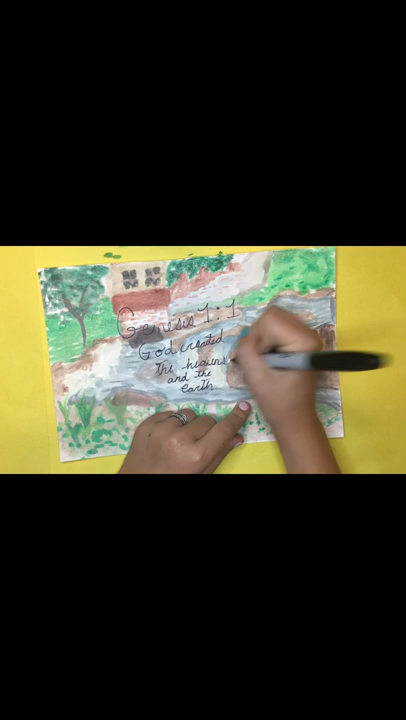 Genesis 1:1
God created
the heavens
and the
earth